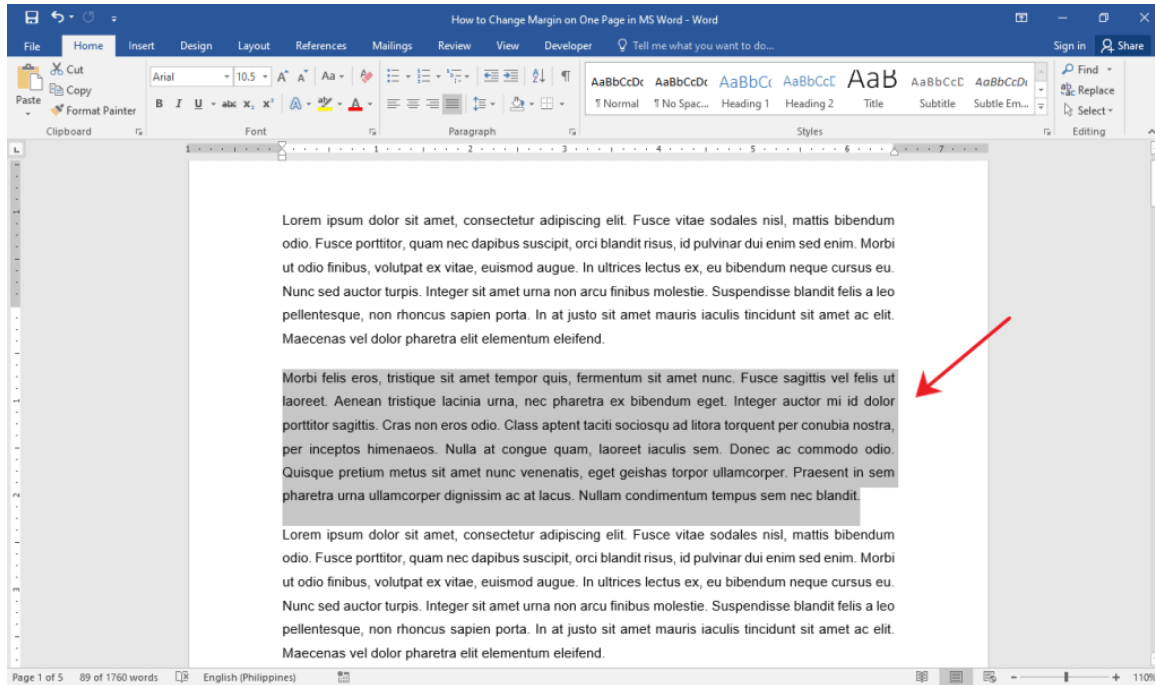 How to Change Margin on One Page in MS Word - Word
File Home Insert Design Layout References Mailings Review View Developer Tell me what you want to do... Sign in Share
Paste
Cut
Copy
Format Painter
Clipboard
Arial 10.5
Font
Paragraph
AaBbCcDc AaBbCcDc AaBbCc AaBbCcC AaB AaBbCcC AaBbCcDc
¶ Normal ¶ No Spac... Heading 1 Heading 2 Title Subtitle Subtle Em...
Styles
Find
Replace
Select
Editing
1 1 2 3 4 5 6 7
Lorem ipsum dolor sit amet, consectetur adipiscing elit. Fusce vitae sodales nisl, mattis bibendum
odio. Fusce porttitor, quam nec dapibus suscipit, orci blandit risus, id pulvinar dui enim sed enim. Morbi
ut odio finibus, volutpat ex vitae, euismod augue. In ultrices lectus ex, eu bibendum neque cursus eu.
Nunc sed auctor turpis. Integer sit amet urna non arcu finibus molestie. Suspendisse blandit felis a leo
pellentesque, non rhoncus sapien porta. In at justo sit amet mauris iaculis tincidunt sit amet ac elit.
Maecenas vel dolor pharetra elit elementum eleifend.
Morbi felis eros, tristique sit amet tempor quis, fermentum sit amet nunc. Fusce sagittis vel felis ut
laoreet. Aenean tristique lacinia urna, nec pharetra ex bibendum eget. Integer auctor mi id dolor
porttitor sagittis. Cras non eros odio. Class aptent taciti sociosqu ad litora torquent per conubia nostra,
per inceptos himenaeos. Nulla at congue quam, laoreet iaculis sem. Donec ac commodo odio.
Quisque pretium metus sit amet nunc venenatis, eget geishas torpor ullamcorper. Praesent in sem
pharetra urna ullamcorper dignissim ac at lacus. Nullam condimentum tempus sem nec blandit.
Lorem ipsum dolor sit amet, consectetur adipiscing elit. Fusce vitae sodales nisl, mattis bibendum
odio. Fusce porttitor, quam nec dapibus suscipit, orci blandit risus, id pulvinar dui enim sed enim. Morbi
ut odio finibus, volutpat ex vitae, euismod augue. In ultrices lectus ex, eu bibendum neque cursus eu.
Nunc sed auctor turpis. Integer sit amet urna non arcu finibus molestie. Suspendisse blandit felis a leo
pellentesque, non rhoncus sapien porta. In at justo sit amet mauris iaculis tincidunt sit amet ac elit.
Maecenas vel dolor pharetra elit elementum eleifend.
Page 1 of 5 89 of 1760 words English (Philippines) 110%